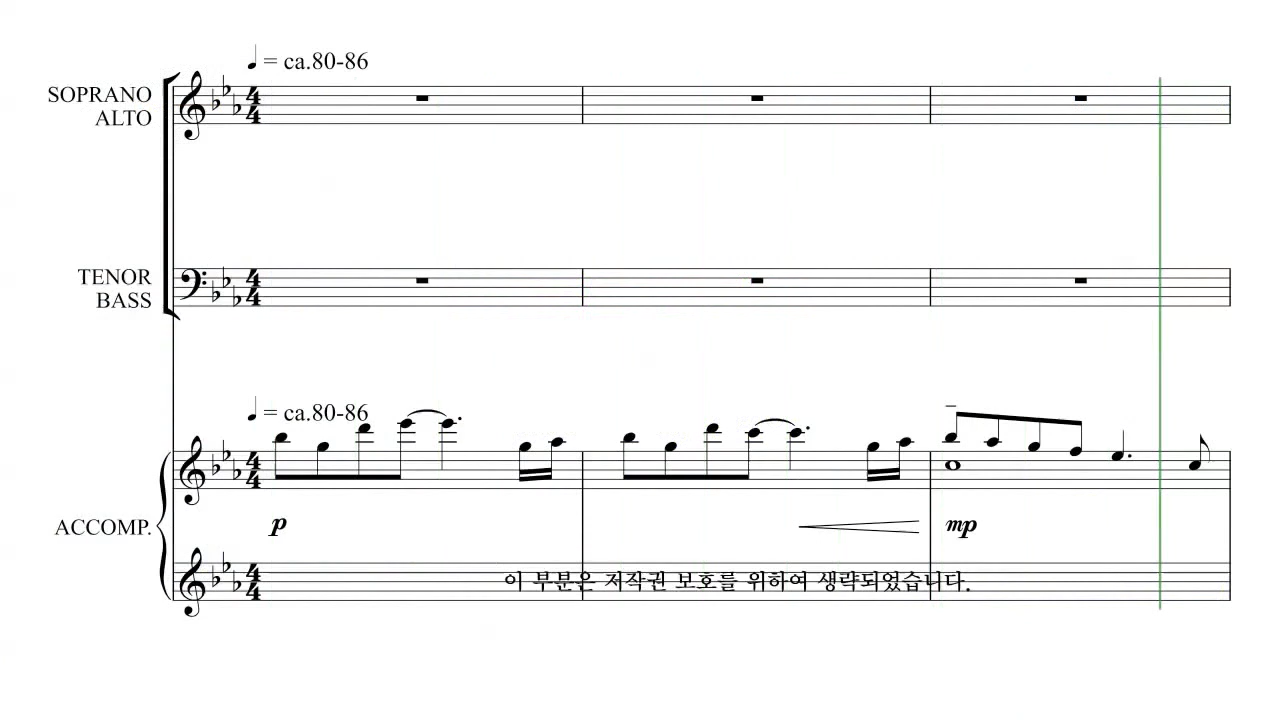 ♩ = ca.80-86
SOPRANO
ALTO
TENOR
BASS
♩ = ca.80-86
p
mp
ACCOMP.
이 부분은 저작권 보호를 위하여 생략되었습니다.